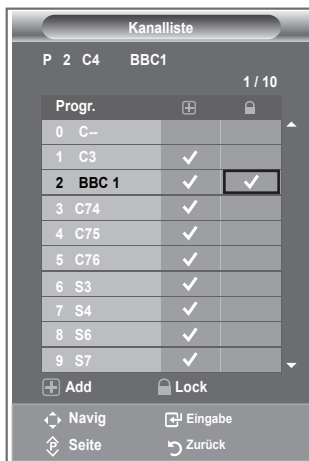 Kanalliste
P 2 C4 BBC1
1 / 10
Progr.
0 C--
1 C3
2 BBC 1
3 C74
4 C75
5 C76
6 S3
7 S4
8 S6
9 S7
Add Lock
Navig Eingabe
P Seite Zurück